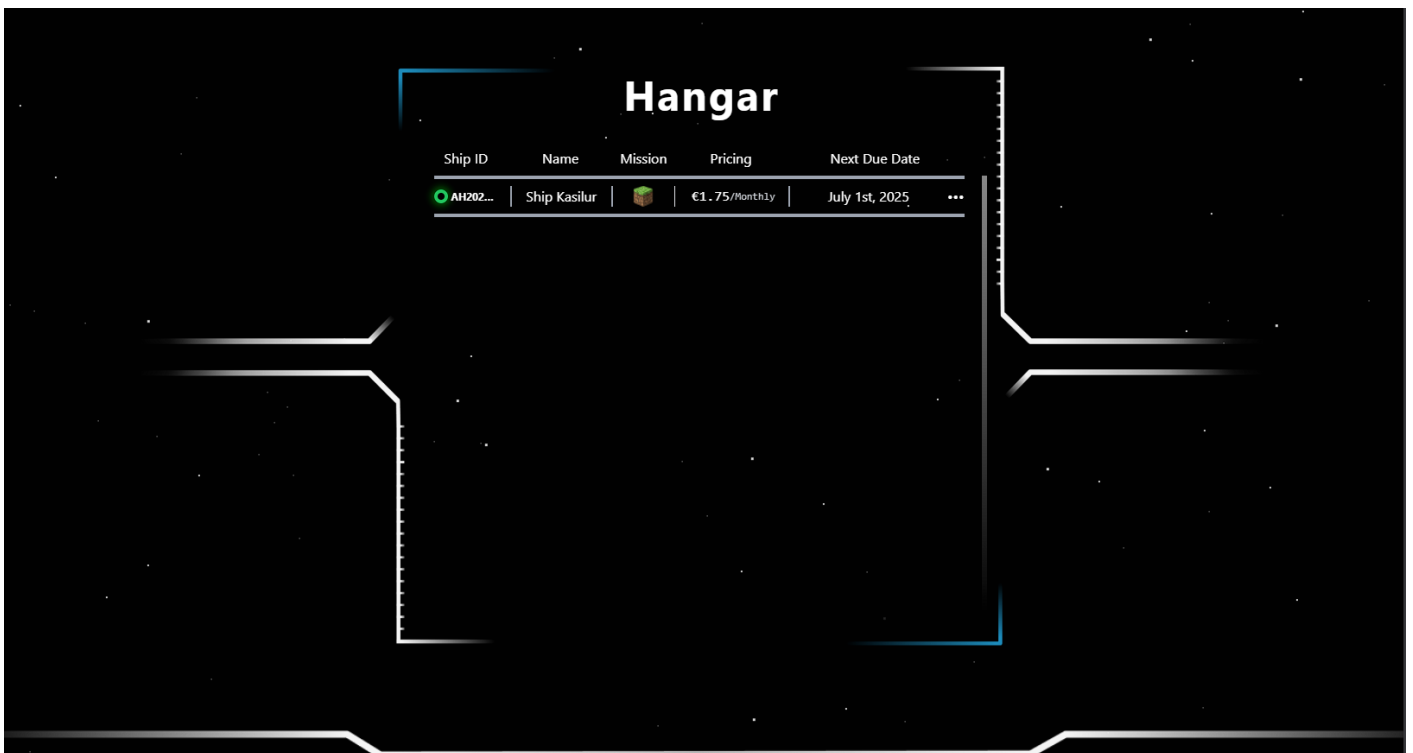 Hangar
Ship ID Name Mission Pricing Next Due Date
AH202... Ship Kasilur €1.75/Monthly July 1st, 2025 •••